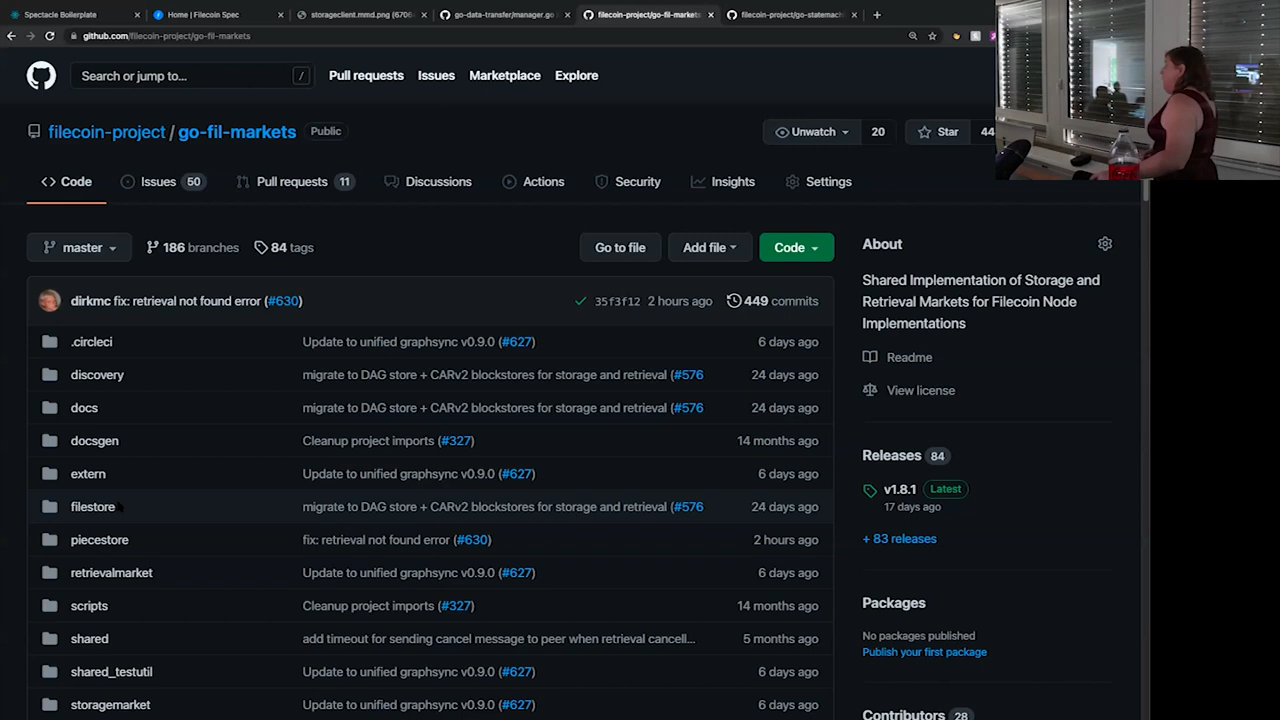 Spectacle Boilerplate
Home | Filecoin Spec
storageclient.mmd.png (6706
go-data-transfer/manager.go
filecoin-project/go-fil-markets
filecoin-project/go-statemach
github.com/filecoin-project/go-fil-markets
Search or jump to... /
Pull requests Issues Marketplace Explore
filecoin-project / go-fil-markets Public
Unwatch 20 Star 44
Code Issues 50 Pull requests 11 Discussions Actions Security Insights Settings
master 186 branches 84 tags Go to file Add file Code
dirkmc fix: retrieval not found error (#630) 35f3f12 2 hours ago 449 commits
.circleci Update to unified graphsync v0.9.0 (#627) 6 days ago
discovery migrate to DAG store + CARv2 blockstores for storage and retrieval (#576 24 days ago
docs migrate to DAG store + CARv2 blockstores for storage and retrieval (#576 24 days ago
docsgen Cleanup project imports (#327) 14 months ago
extern Update to unified graphsync v0.9.0 (#627) 6 days ago
filestore migrate to DAG store + CARv2 blockstores for storage and retrieval (#576 24 days ago
piecestore fix: retrieval not found error (#630) 2 hours ago
retrievalmarket Update to unified graphsync v0.9.0 (#627) 6 days ago
scripts Cleanup project imports (#327) 14 months ago
shared add timeout for sending cancel message to peer when retrieval cancell... 5 months ago
shared_testutil Update to unified graphsync v0.9.0 (#627) 6 days ago
storagemarket Update to unified graphsync v0.9.0 (#627) 6 days ago
About
Shared Implementation of Storage and
Retrieval Markets for Filecoin Node
Implementations
Readme
View license
Releases 84
v1.8.1 Latest
17 days ago
+ 83 releases
Packages
No packages published
Publish your first package
Contributors 28